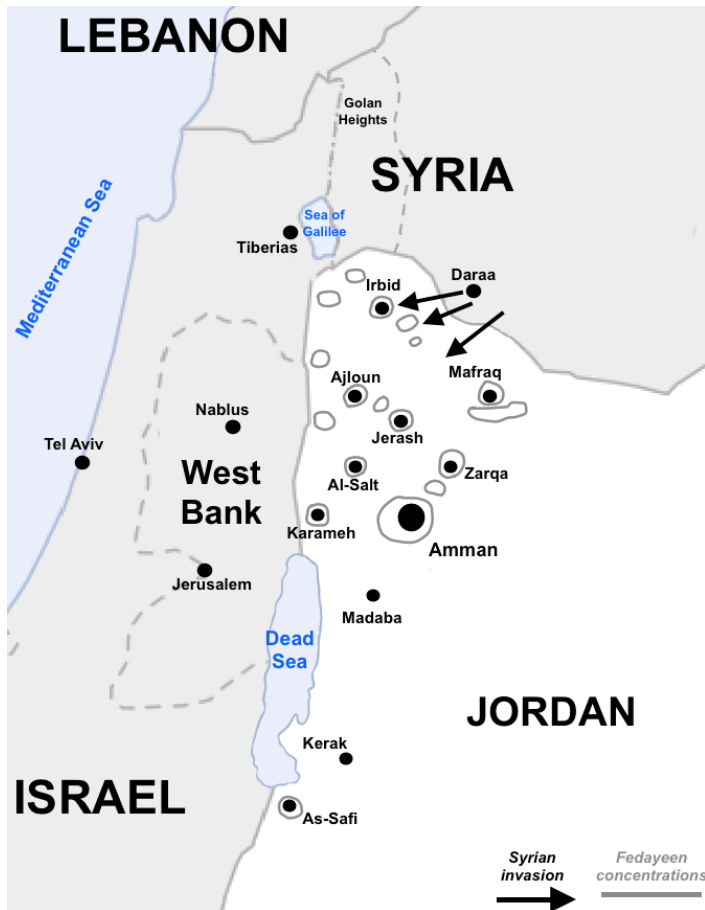 LEBANON
Golan
Heights
SYRIA
Mediterranean Sea
Sea of
Galilee
Tiberias
Irbid
Daraa
Ajloun
Mafraq
Nablus
Jerash
Tel Aviv
West
Bank
Al-Salt
Zarqa
Karameh
Amman
Jerusalem
Madaba
Dead
Sea
JORDAN
Kerak
ISRAEL
As-Safi
Syrian
invasion
Fedayeen
concentrations